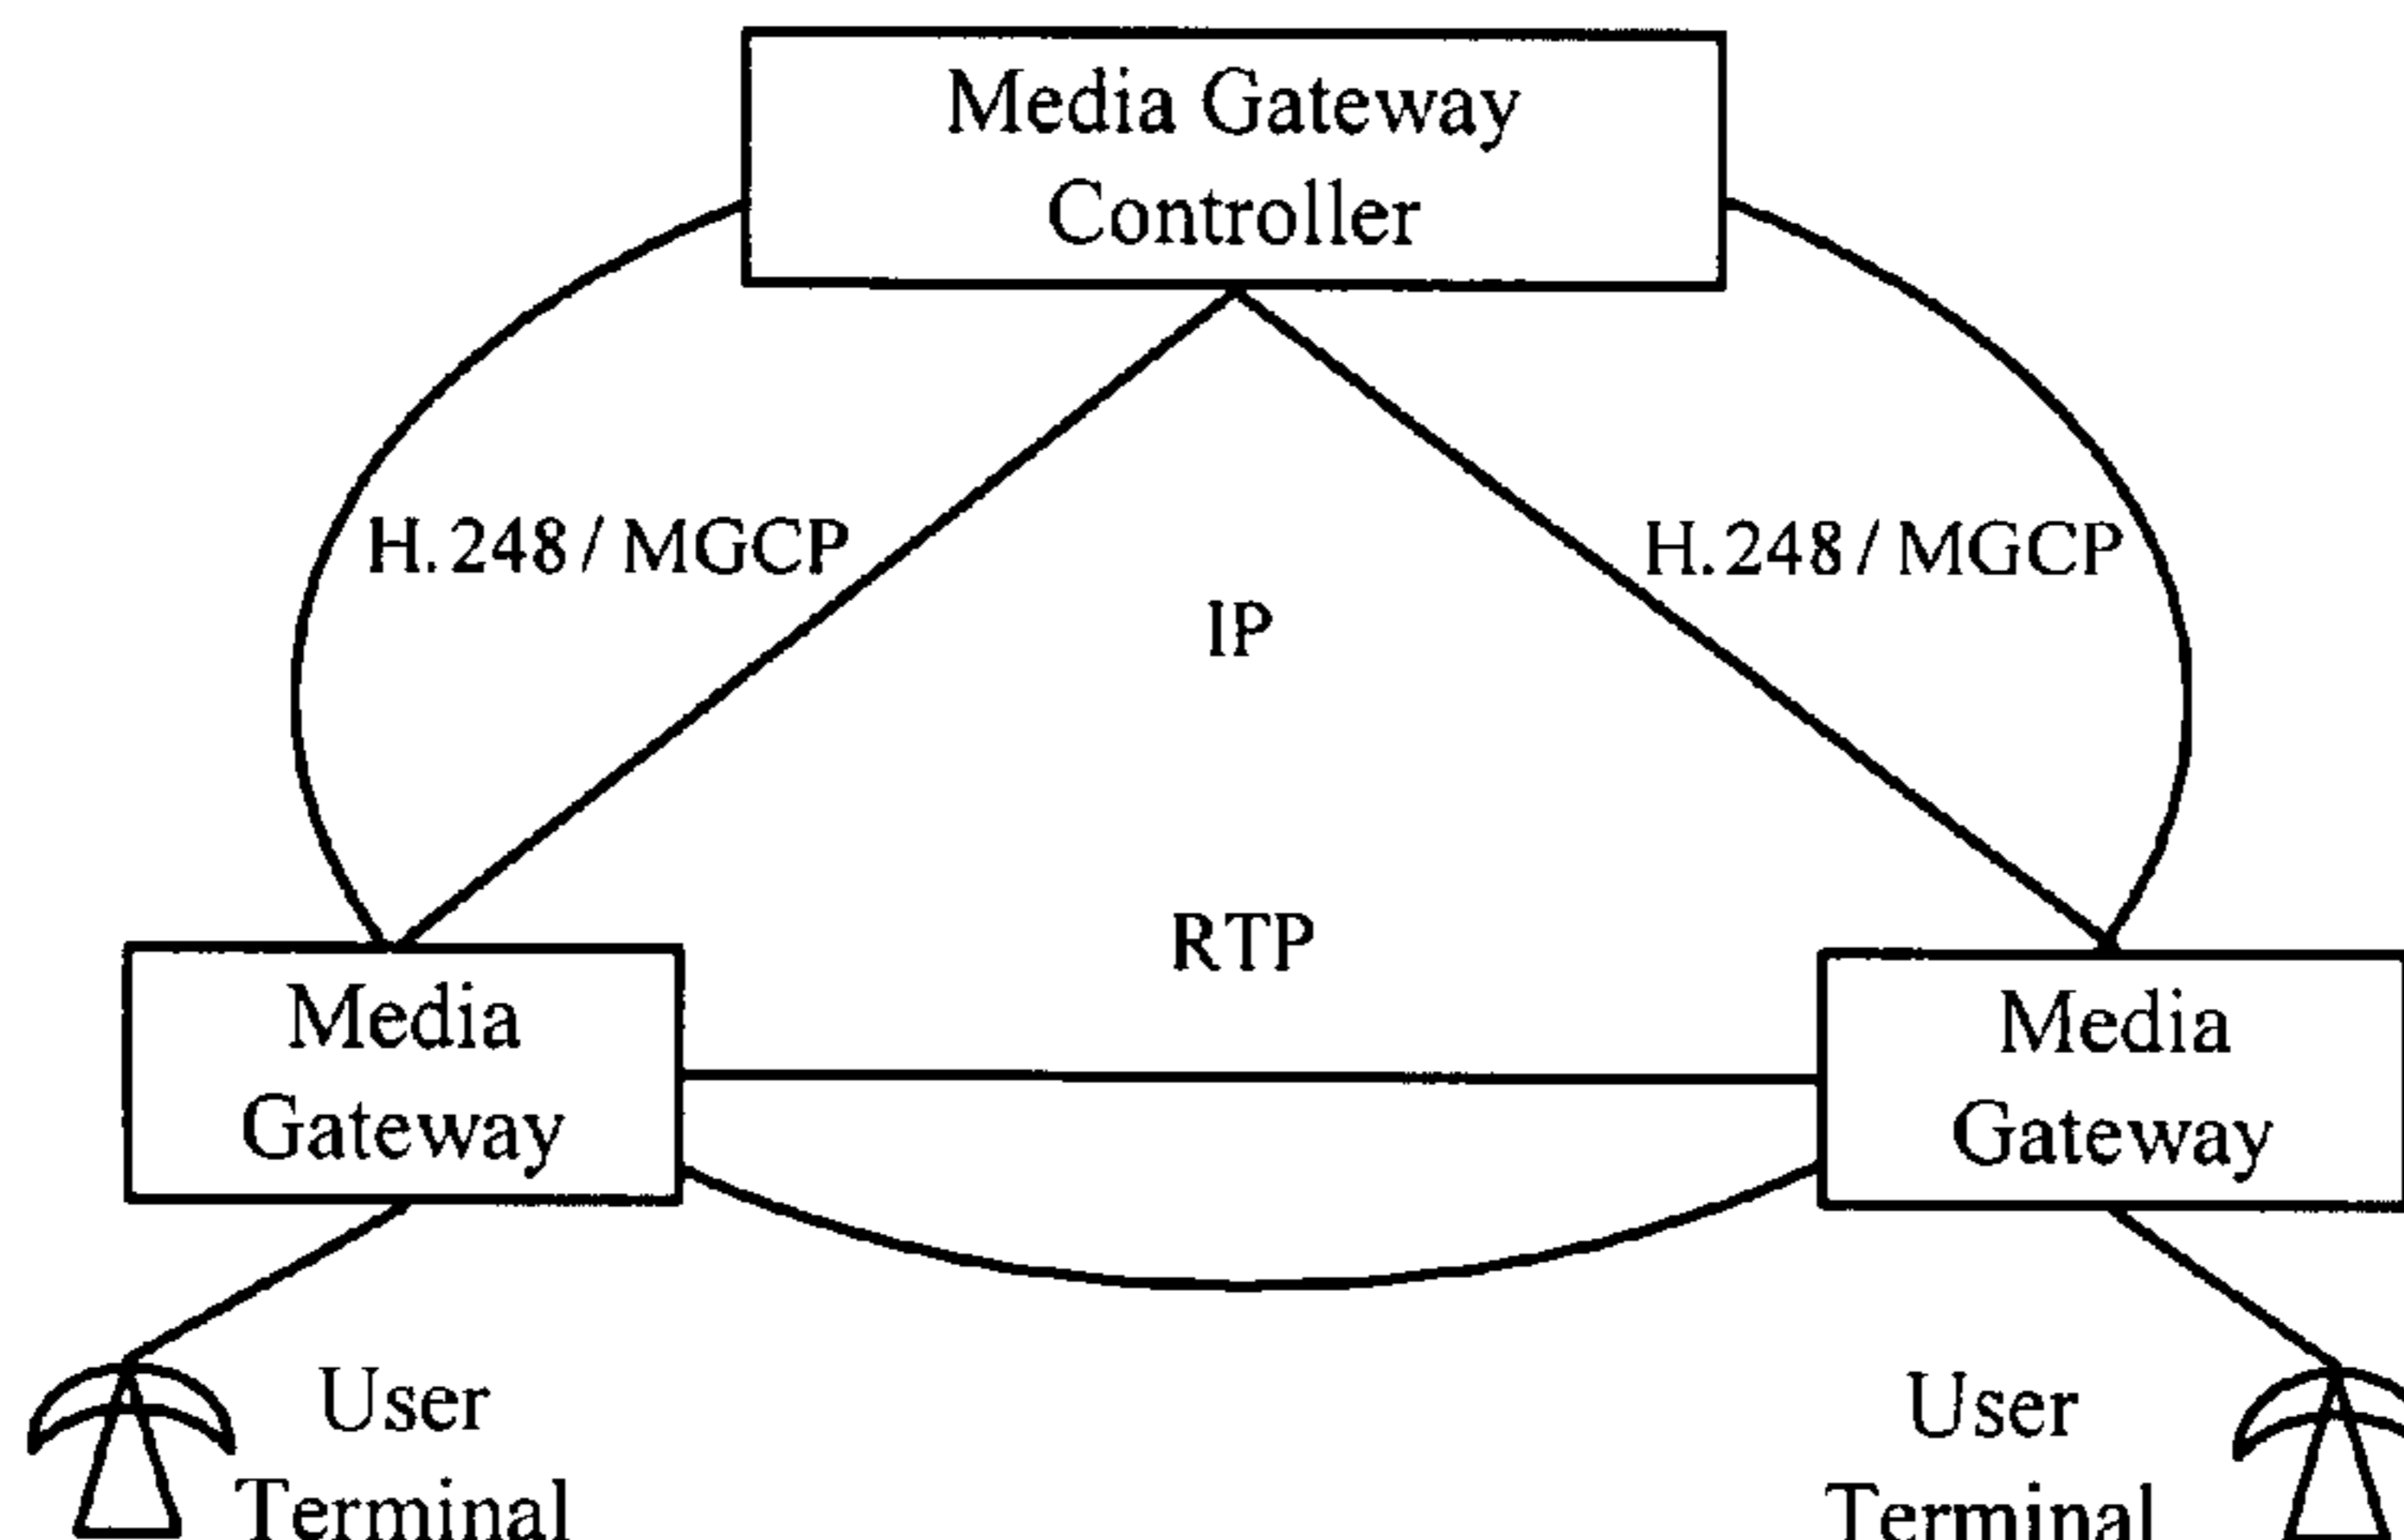 Media Gateway
Controller
H.248/MGCP
H.248/MGCP
IP
RTP
Media
Gateway
Media
Gateway
User
Terminal
User
Terminal